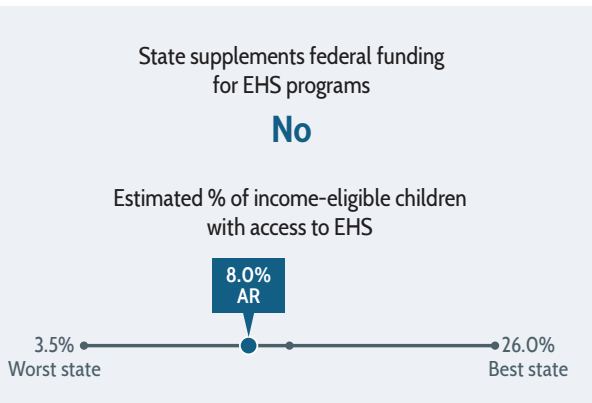 State supplements federal funding
for EHS programs
No
Estimated % of income-eligible children
with access to EHS
8.0%
AR
3.5%
26.0%
Worst state
Best state